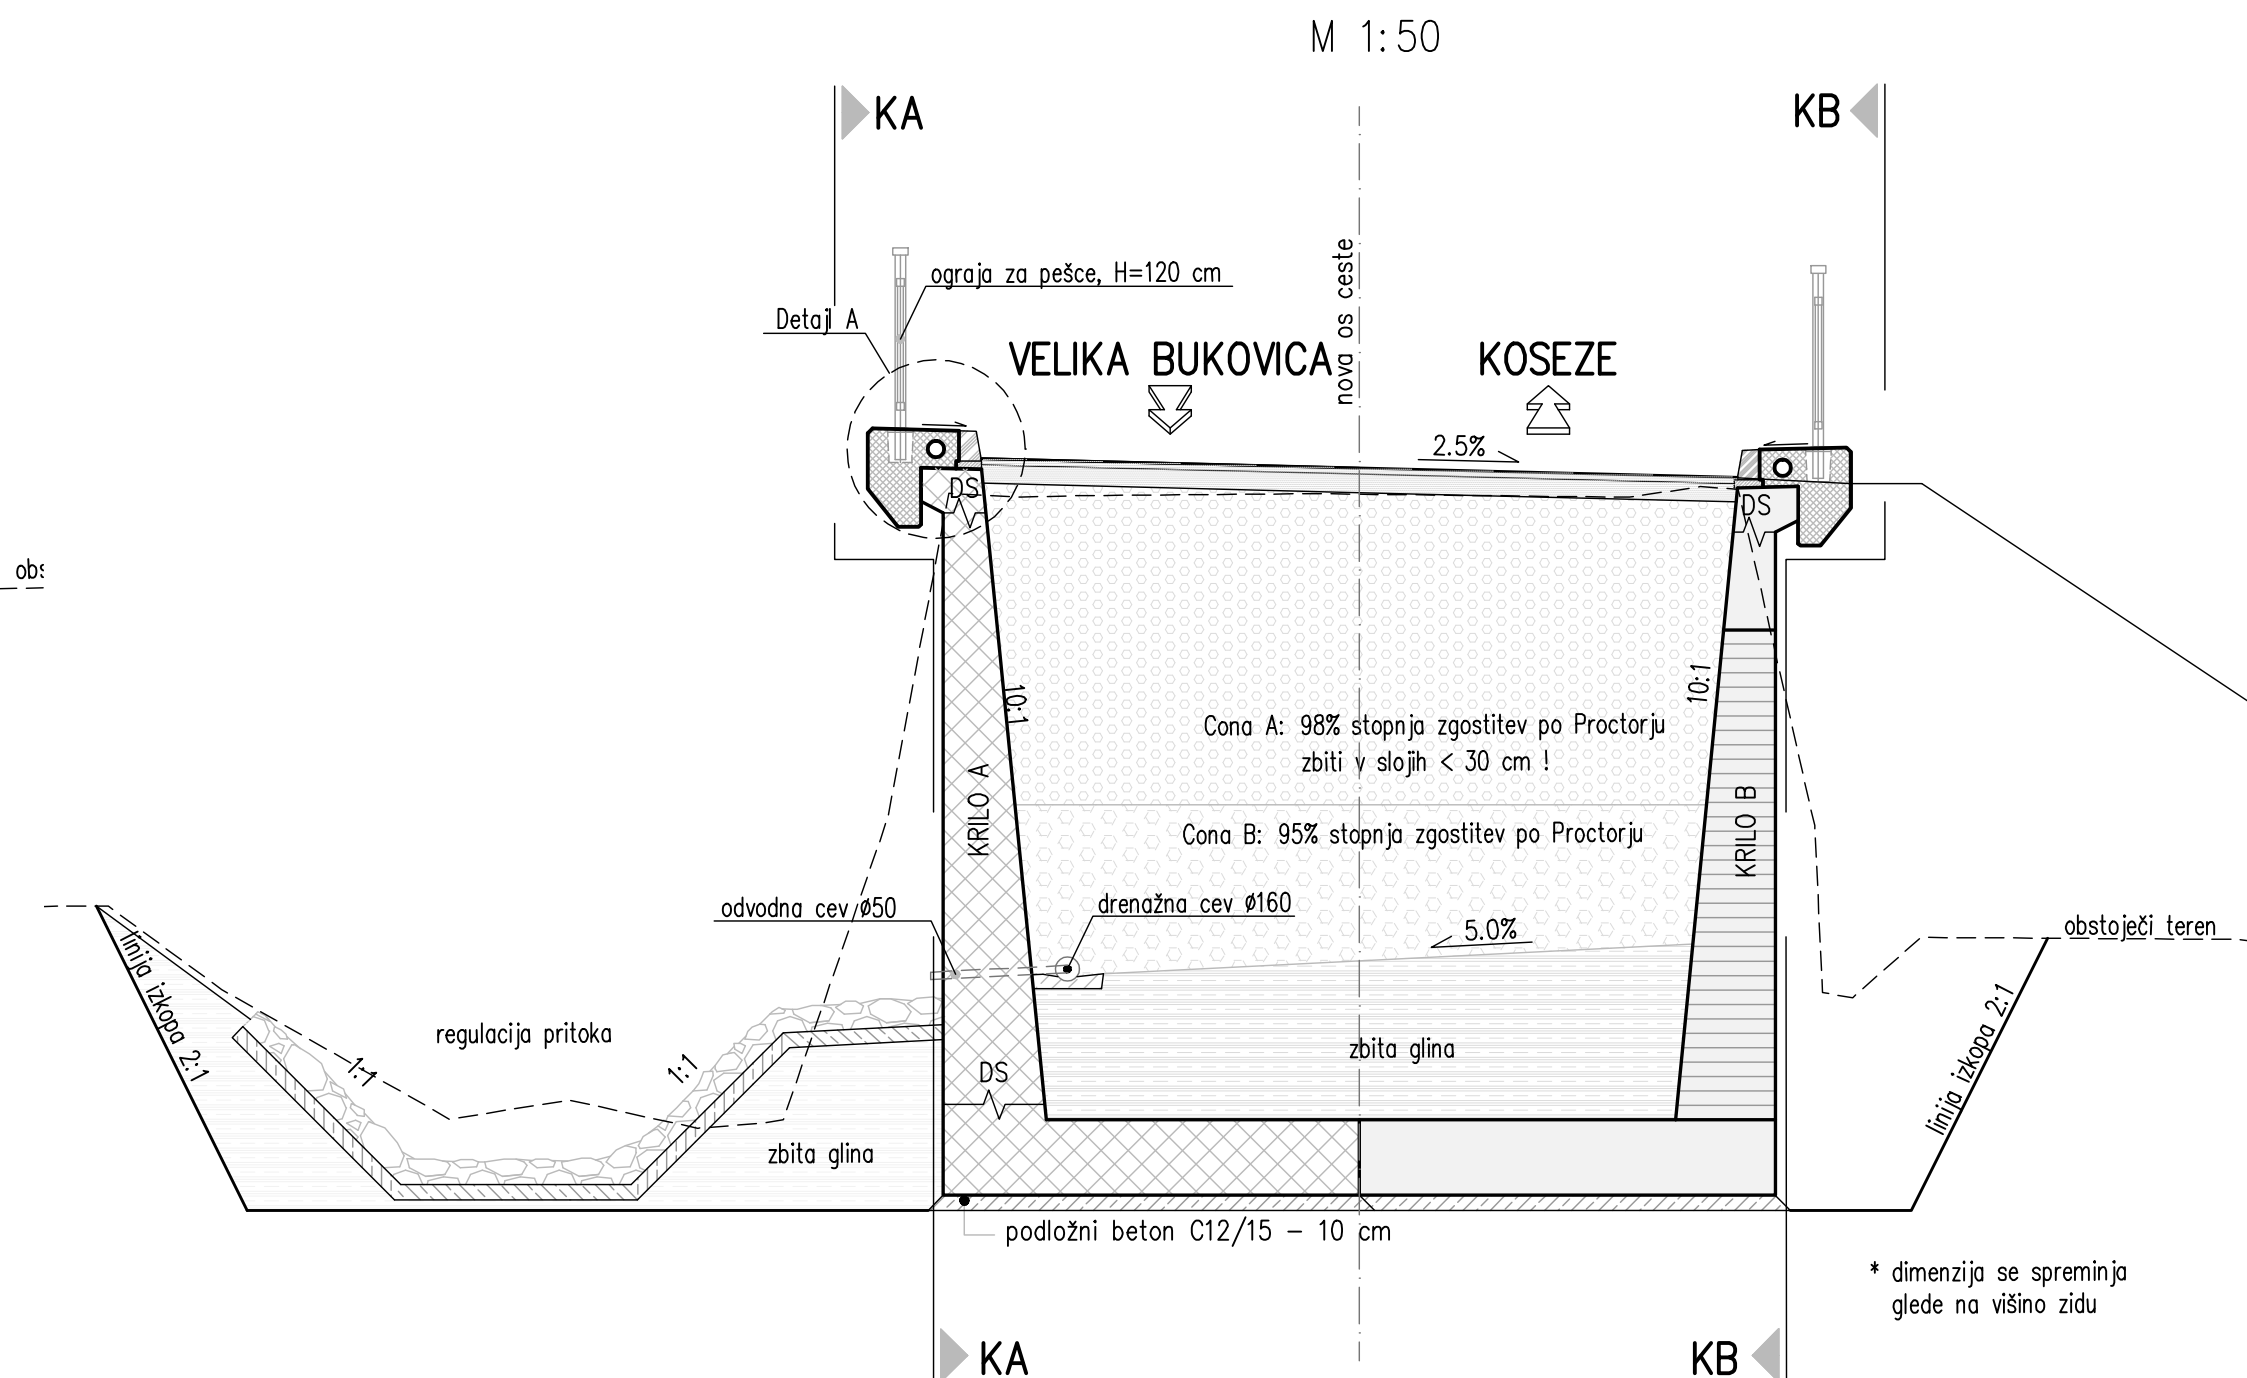 M 1:50
KA
KB
ograja za pešce, H=120 cm
nova os ceste
Detajl A
VELIKA BUKOVICA
KOSEZE
2.5%
DS
DS
10:1
10:1
Cona A: 98% stopnja zgostitev po Proctorju
zbiti v slojih < 30 cm !
KRILO A
KRILO B
Cona B: 95% stopnja zgostitev po Proctorju
odvodna cev ø50
drenažna cev ø160
5.0%
obstoječi teren
linija izkopa 2:1
linija izkopa 2:1
regulacija pritoka
1:1
1:1
zbita glina
DS
zbita glina
podložni beton C12/15 – 10 cm
* dimenzija se spreminja
glede na višino zidu
KA
KB